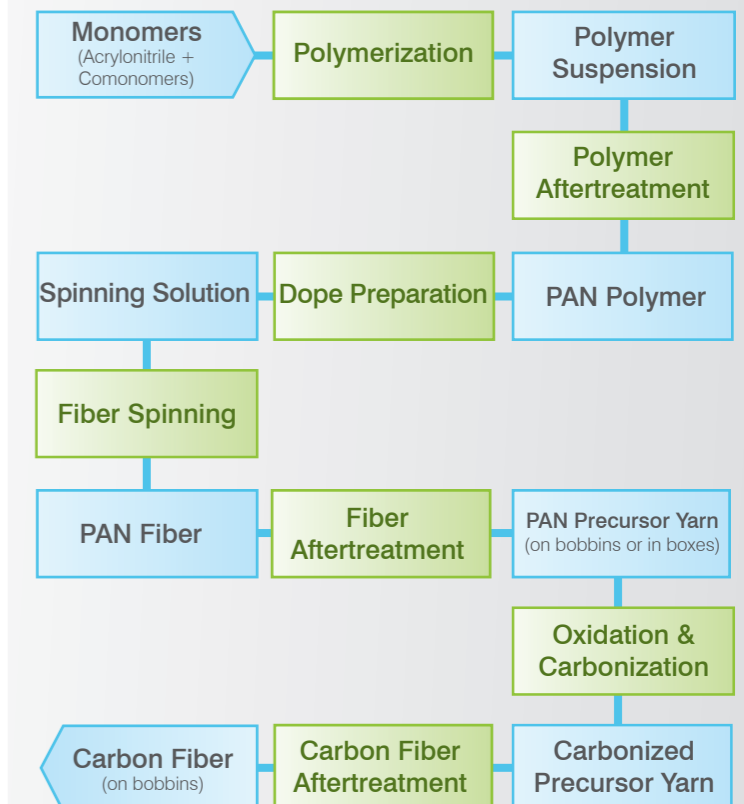 Monomers
(Acrylonitrile +
Comonomers)
Polymerization
Polymer
Suspension
Polymer
Aftertreatment
PAN Polymer
Dope Preparation
Spinning Solution
Fiber Spinning
PAN Fiber
Fiber
Aftertreatment
PAN Precursor Yarn
(on bobbins or in boxes)
Oxidation &
Carbonization
Carbonized
Precursor Yarn
Carbon Fiber
Aftertreatment
Carbon Fiber
(on bobbins)